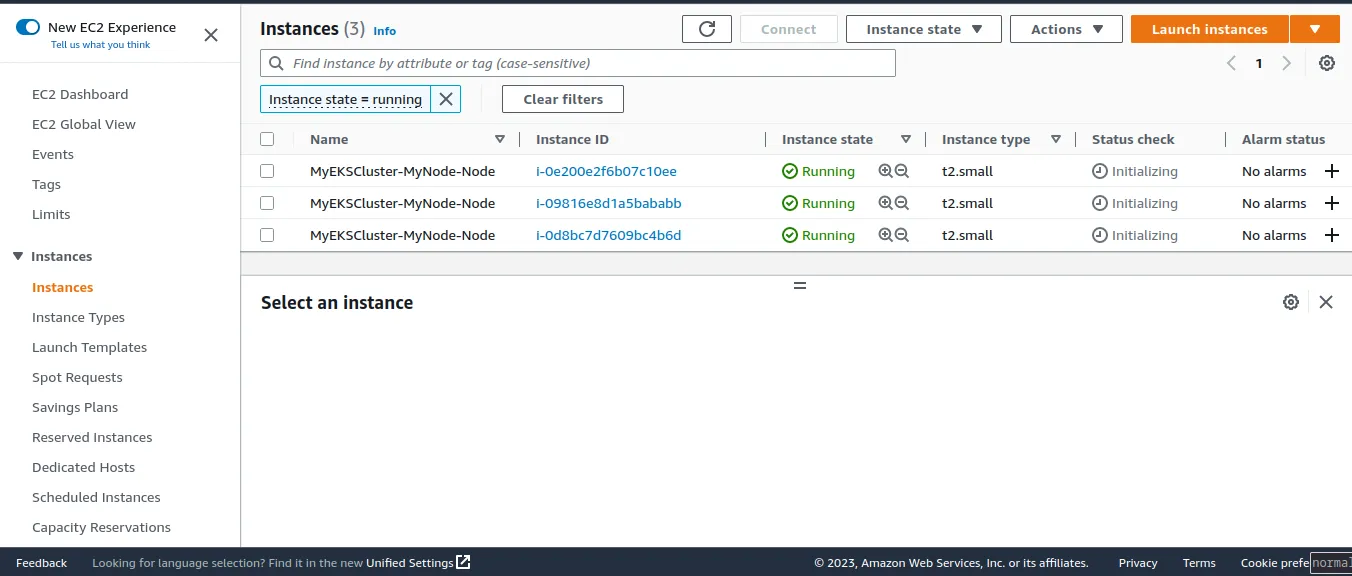 New EC2 Experience
Tell us what you think
EC2 Dashboard
EC2 Global View
Events
Tags
Limits
Instances
Instances
Instance Types
Launch Templates
Spot Requests
Savings Plans
Reserved Instances
Dedicated Hosts
Scheduled Instances
Capacity Reservations
Instances (3) Info
Connect
Instance state
Actions
Launch instances
Find instance by attribute or tag (case-sensitive)
1
Instance state = running
Clear filters
Name Instance ID Instance state Instance type Status check Alarm status
MyEKSCluster-MyNode-Node i-0e200e2f6b07c10ee Running t2.small Initializing No alarms +
MyEKSCluster-MyNode-Node i-09816e8d1a5bababb Running t2.small Initializing No alarms +
MyEKSCluster-MyNode-Node i-0d8bc7d7609bc4b6d Running t2.small Initializing No alarms +
Select an instance
Feedback Looking for language selection? Find it in the new Unified Settings © 2023, Amazon Web Services, Inc. or its affiliates. Privacy Terms Cookie prefe normal